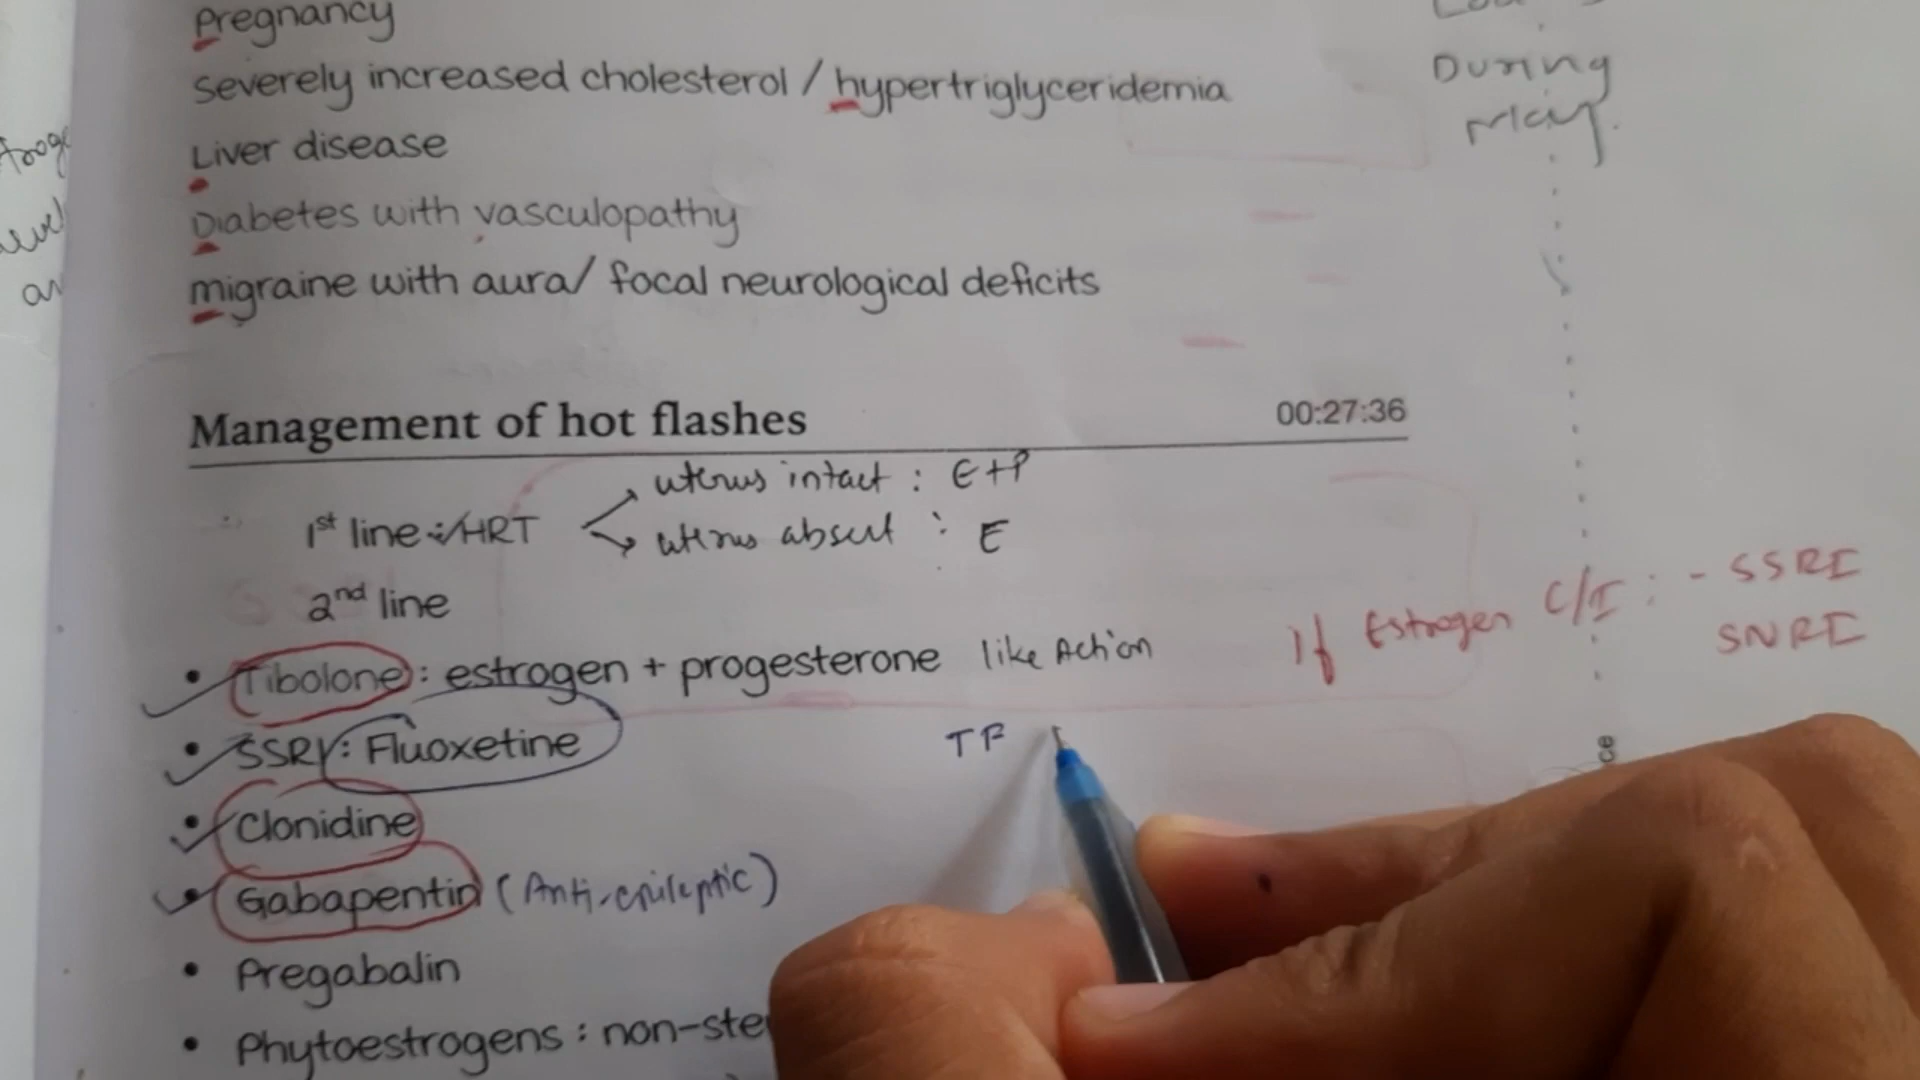 Pregnancy
Severely increased cholesterol / hypertriglyceridemia
Liver disease
Diabetes with vasculopathy
migraine with aura/ focal neurological deficits
During
Management of hot flashes 00:27:36
uterus intact : E+P
1st line : HRT
uterus absent : E
2nd line
If Estrogen C/I : - SSRI
SNRI
• Tibolone : estrogen + progesterone like Action
• SSRI : Fluoxetine TF
• Clonidine
• Gabapentin (Anti-epileptic)
• Pregabalin
• Phytoestrogens : non-ste